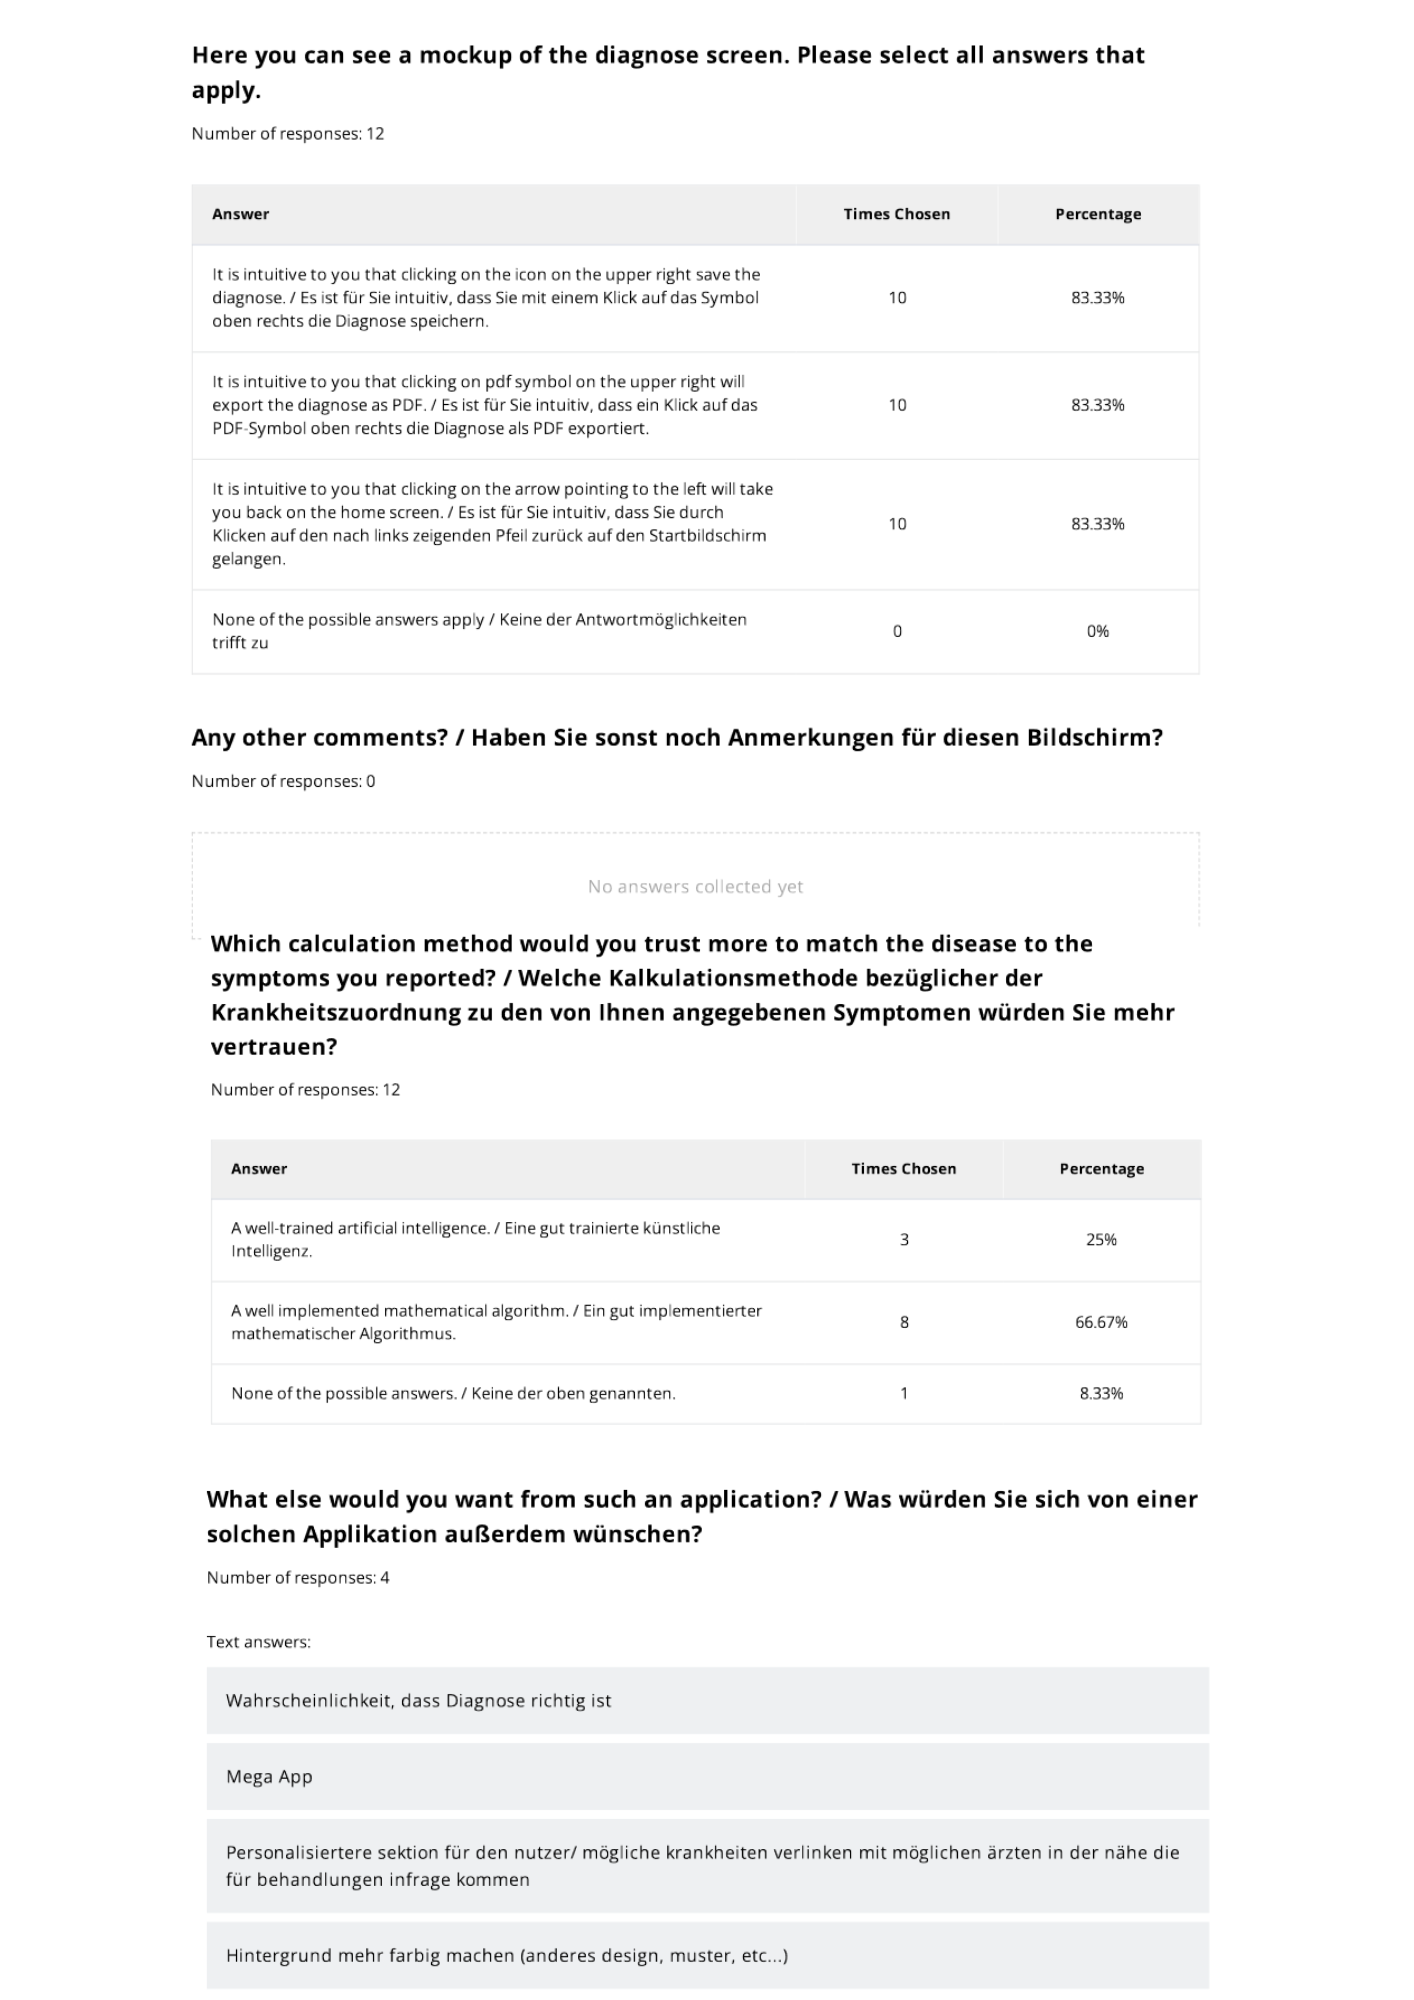 Here you can see a mockup of the diagnose screen. Please select all answers that
apply.
Number of responses: 12
Answer Times Chosen Percentage
It is intuitive to you that clicking on the icon on the upper right save the
diagnose. / Es ist für Sie intuitiv, dass Sie mit einem Klick auf das Symbol
oben rechts die Diagnose speichern.
10 83.33%
It is intuitive to you that clicking on pdf symbol on the upper right will
export the diagnose as PDF. / Es ist für Sie intuitiv, dass ein Klick auf das
PDF-Symbol oben rechts die Diagnose als PDF exportiert.
10 83.33%
It is intuitive to you that clicking on the arrow pointing to the left will take
you back on the home screen. / Es ist für Sie intuitiv, dass Sie durch
Klicken auf den nach links zeigenden Pfeil zurück auf den Startbildschirm
gelangen.
10 83.33%
None of the possible answers apply / Keine der Antwortmöglichkeiten
trifft zu
0 0%
Any other comments? / Haben Sie sonst noch Anmerkungen für diesen Bildschirm?
Number of responses: 0
No answers collected yet
Which calculation method would you trust more to match the disease to the
symptoms you reported? / Welche Kalkulationsmethode bezüglicher der
Krankheitszuordnung zu den von Ihnen angegebenen Symptomen würden Sie mehr
vertrauen?
Number of responses: 12
Answer Times Chosen Percentage
A well-trained artificial intelligence. / Eine gut trainierte künstliche
Intelligenz.
3 25%
A well implemented mathematical algorithm. / Ein gut implementierter
mathematischer Algorithmus.
8 66.67%
None of the possible answers. / Keine der oben genannten.
1 8.33%
What else would you want from such an application? / Was würden Sie sich von einer
solchen Applikation außerdem wünschen?
Number of responses: 4
Text answers:
Wahrscheinlichkeit, dass Diagnose richtig ist
Mega App
Personalisiertere sektion für den nutzer/ mögliche krankheiten verlinken mit möglichen ärzten in der nähe die
für behandlungen infrage kommen
Hintergrund mehr farbig machen (anderes design, muster, etc...)